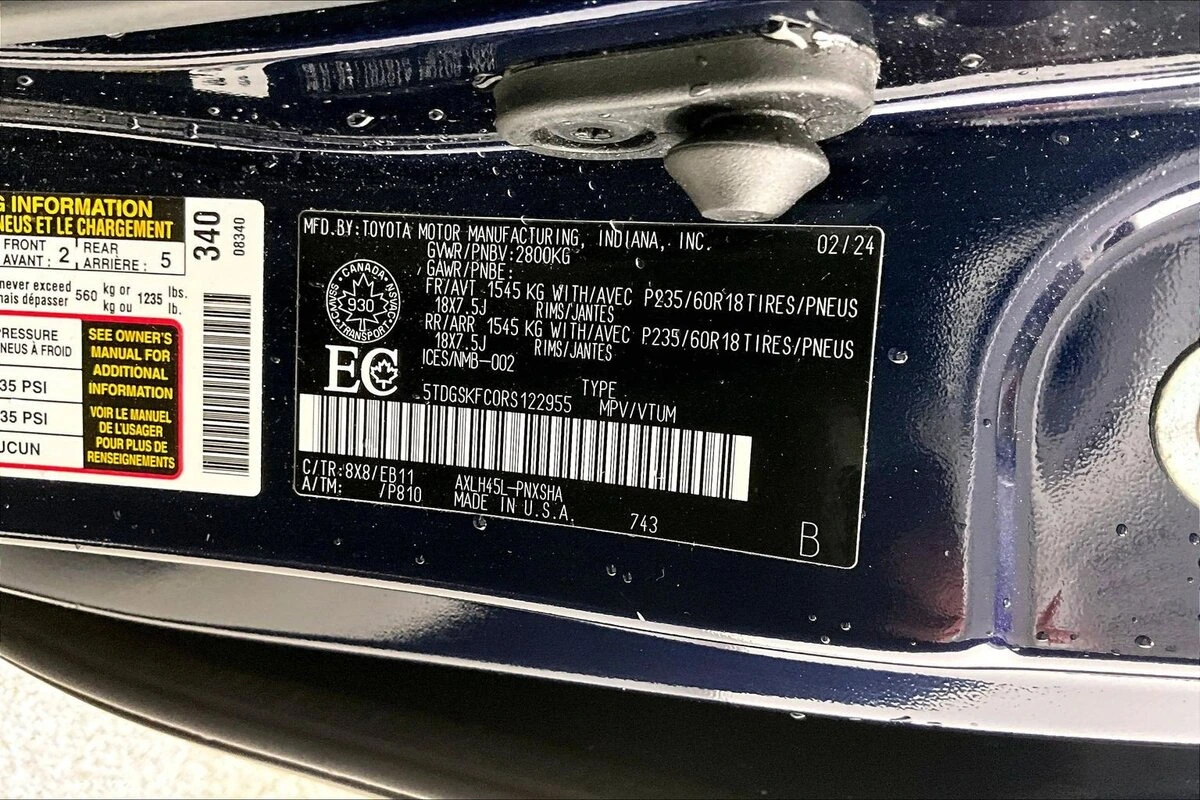 G INFORMATION
PNEUS ET LE CHARGEMENT
FRONT AVANT : 2 REAR ARRIÈRE : 5
never exceed
mais dépasser 560 kg or kg ou 1235 lbs. lb.
PRESSURE
PNEUS À FROID
35 PSI
35 PSI
UCUN
SEE OWNER'S
MANUAL FOR
ADDITIONAL
INFORMATION
VOIR LE MANUEL
DE L'USAGER
POUR PLUS DE
RENSEIGNEMENTS
340
08340
MFD.BY:TOYOTA MOTOR MANUFACTURING, INDIANA, INC. 02/24
GVWR/PNBV:2800KG
GAWR/PNBE:
FR/AVT 1545 KG WITH/AVEC P235/60R18TIRES/PNEUS
18X7.5J RIMS/JANTES
RR/ARR 1545 KG WITH/AVEC P235/60R18TIRES/PNEUS
18X7.5J RIMS/JANTES
ICES/NMB-002
CANADA
930
TRANSPORT
EC
5TDGSKFC0RS122955 TYPE
MPV/VTUM
C/TR:8X8/EB11 AXLH45L-PNXSHA
A/TM: /P810 MADE IN U.S.A.
743
B